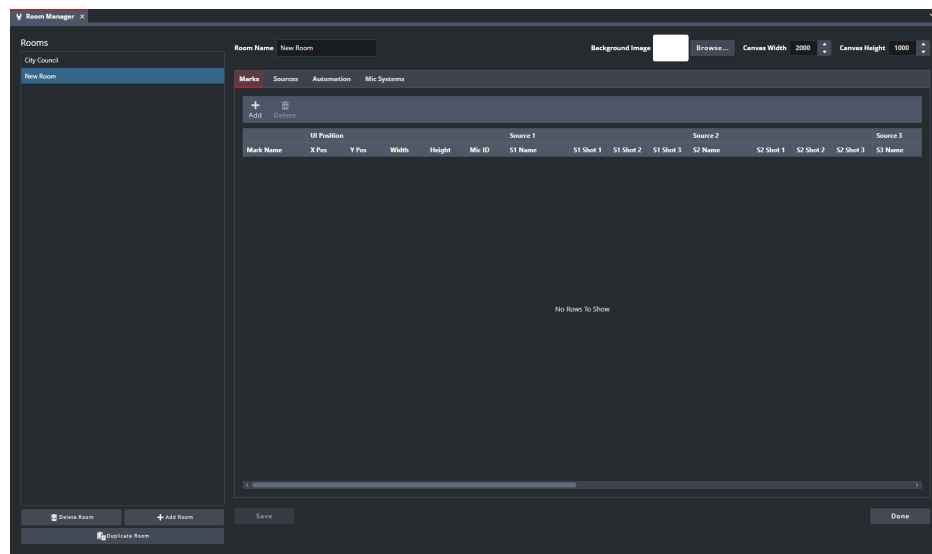 Room Manager ×
Rooms
City Council
New Room
Delete Room
Add Room
Duplicate Room
Room Name New Room Background Image Browse... Canvas Width 2000 Canvas Height 1000
Marks Sources Automation Mic Systems
Add Delete
UI Position Source 1 Source 2 Source 3
Mark Name X Pos Y Pos Width Height Mic ID S1 Name S1 Shot 1 S1 Shot 2 S1 Shot 3 S2 Name S2 Shot 1 S2 Shot 2 S2 Shot 3 S3 Name
No Rows To Show
Save Done